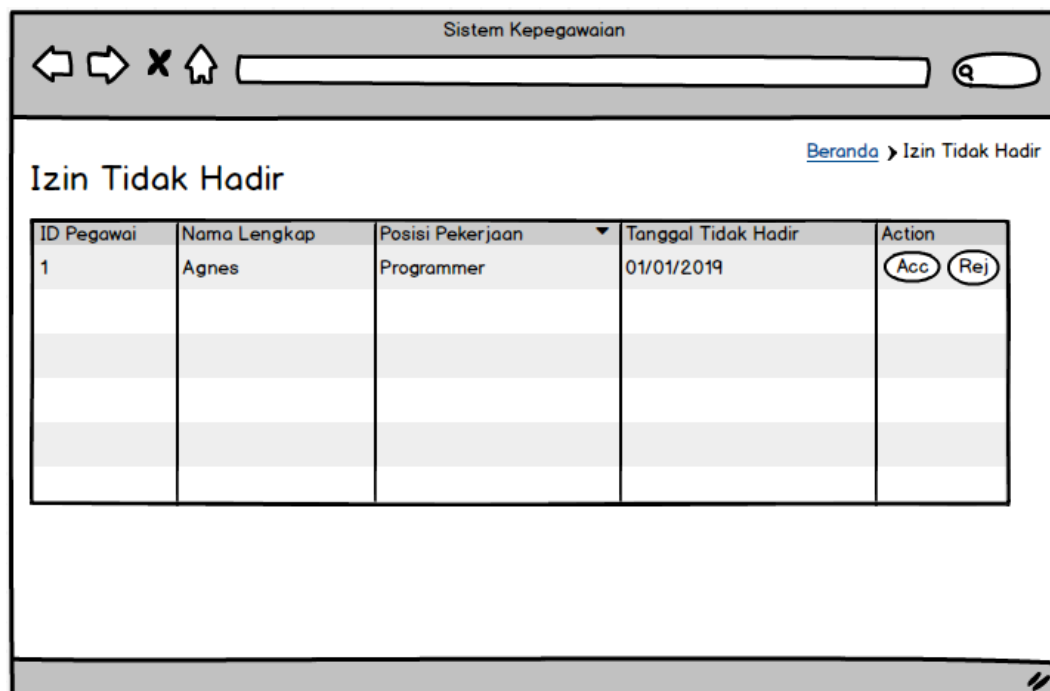 Sistem Kepegawaian
Beranda > Izin Tidak Hadir
Izin Tidak Hadir
ID Pegawai Nama Lengkap Posisi Pekerjaan Tanggal Tidak Hadir Action
1 Agnes Programmer 01/01/2019 Acc Rej